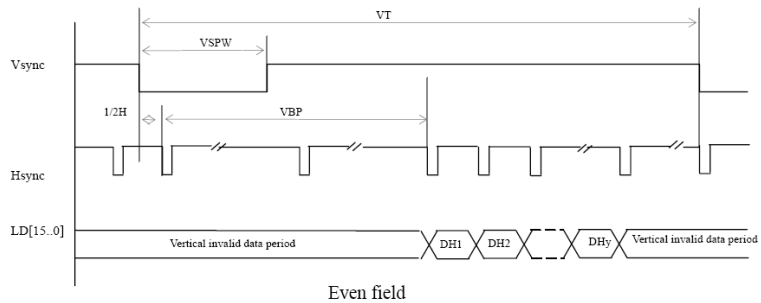 VT
VSPW
Vsync
1/2H
VBP
Hsync
LD[15..0]
Vertical invalid data period
DH1
DH2
DHy
Vertical invalid data period
Even field